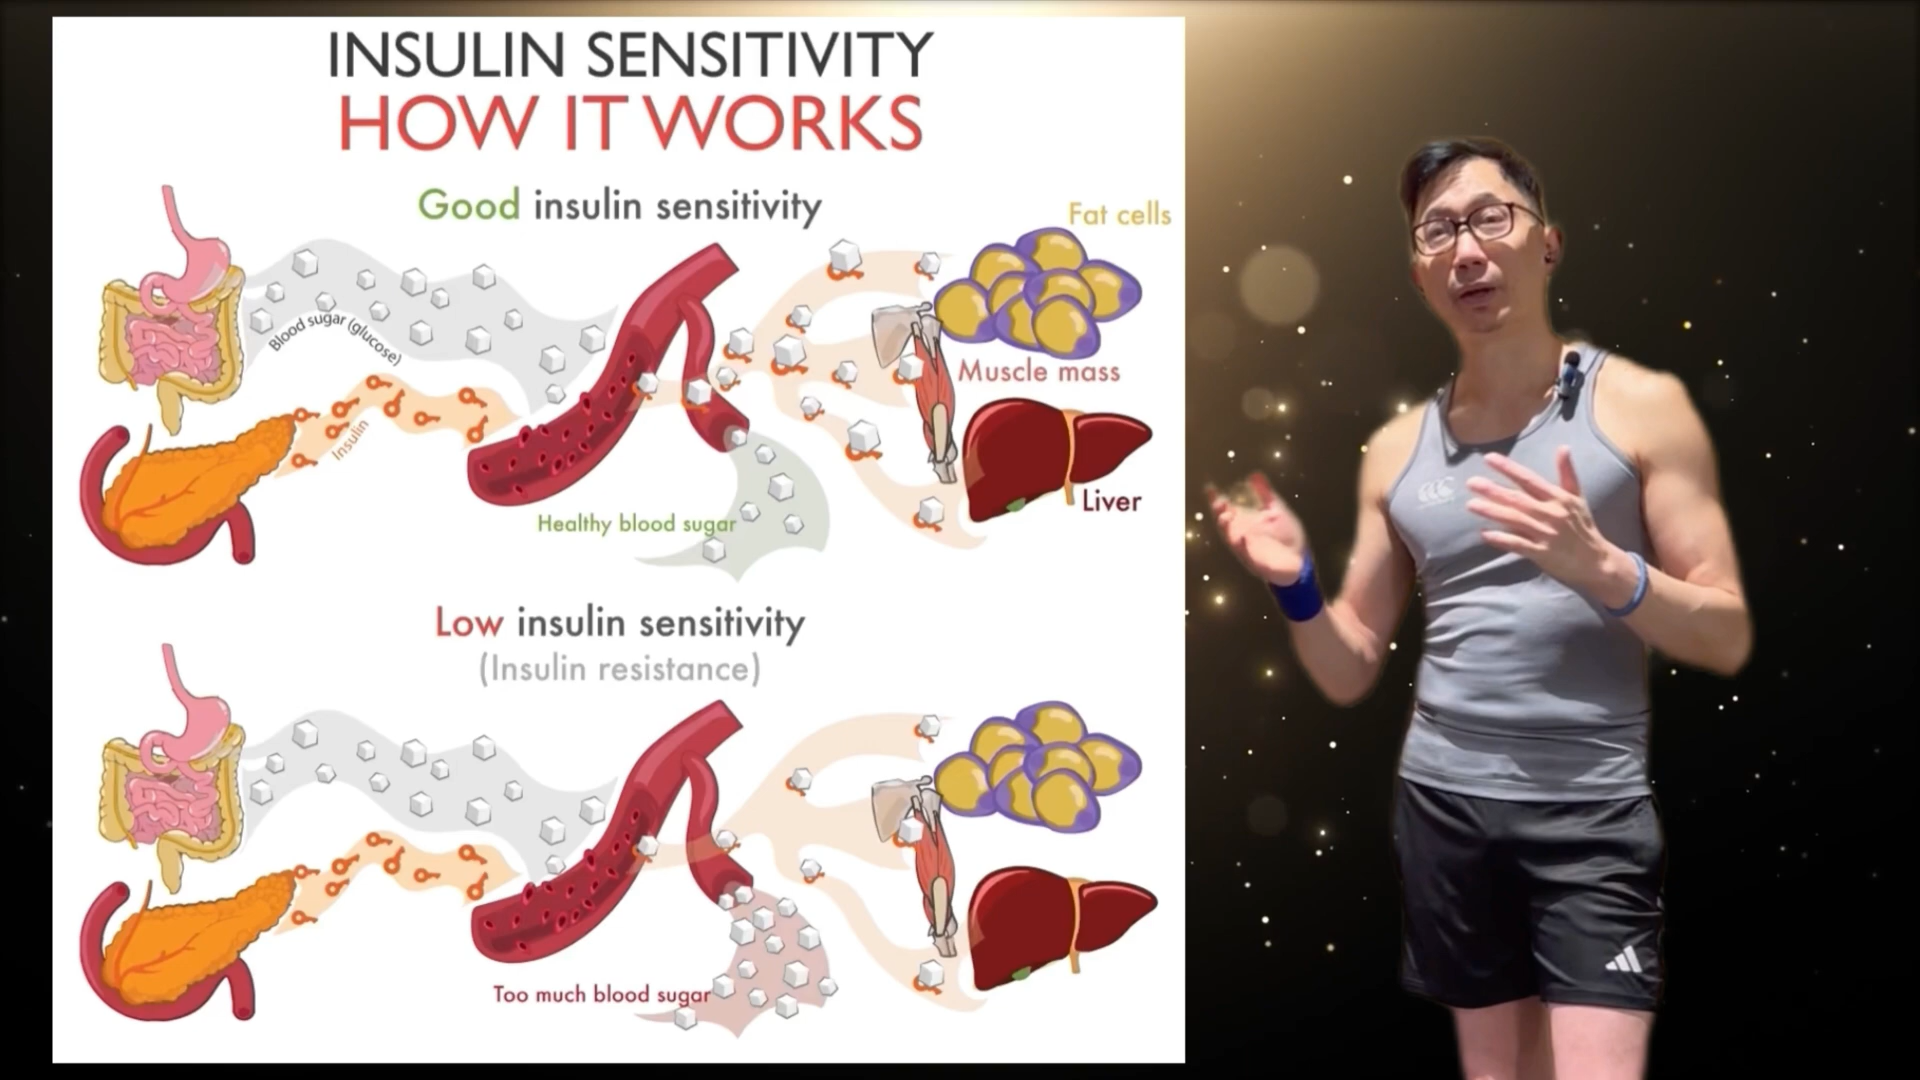 INSULIN SENSITIVITY
HOW IT WORKS
Good insulin sensitivity
Fat cells
Blood sugar (glucose)
Muscle mass
Insulin
Liver
Healthy blood sugar
Low insulin sensitivity
(Insulin resistance)
Too much blood sugar